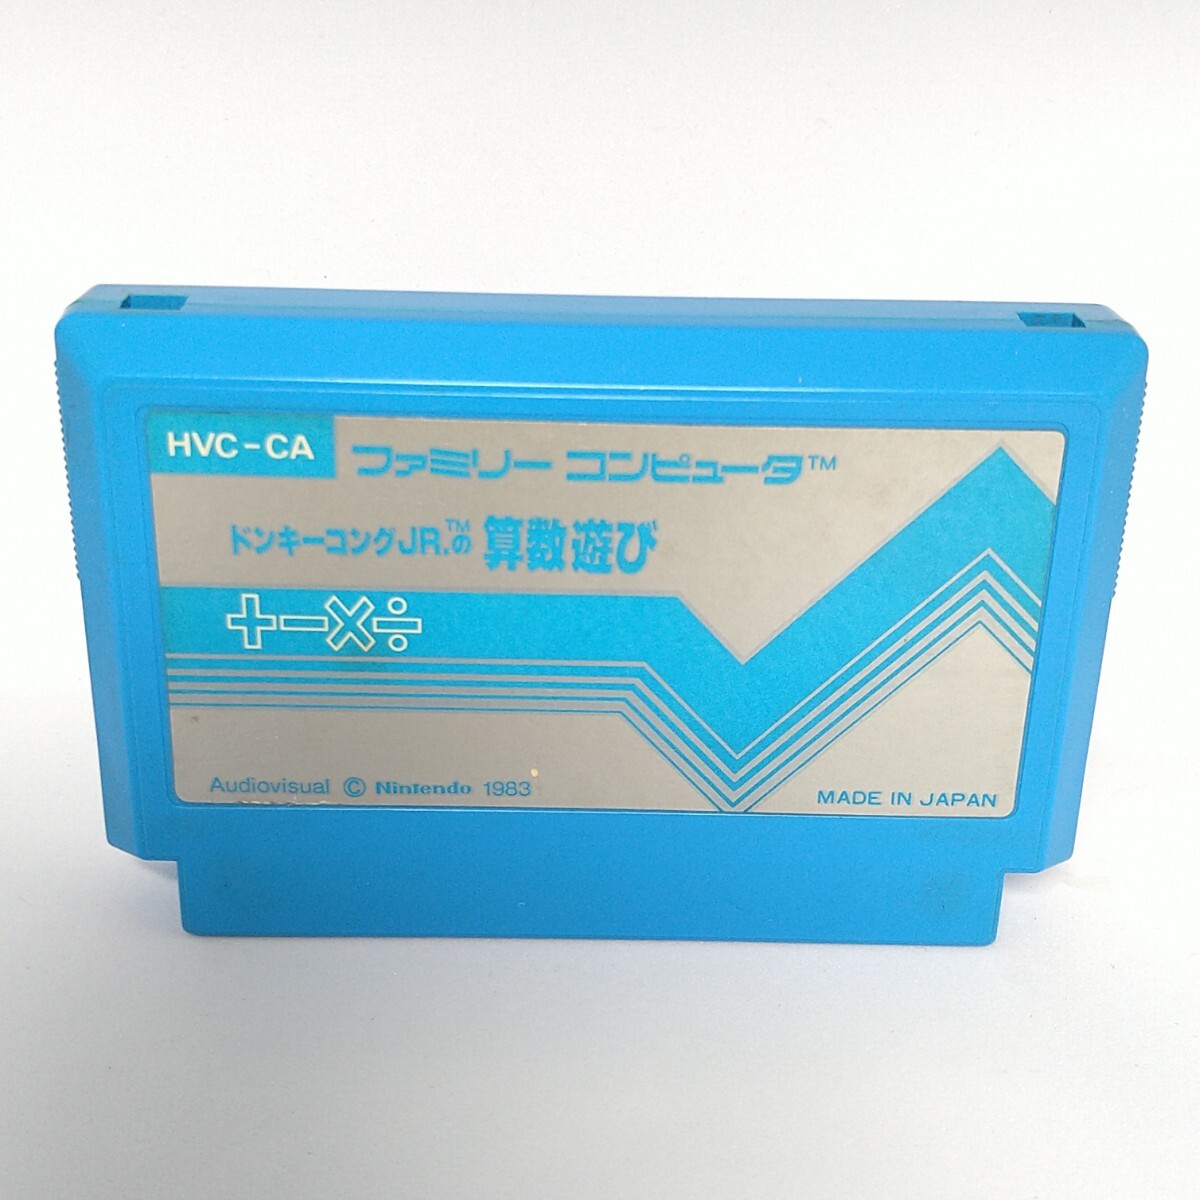 HVC-CA
ファミリー コンピュータ™
ドンキーコングJR.™の 算数遊び
+−×÷
Audiovisual © Nintendo 1983
MADE IN JAPAN